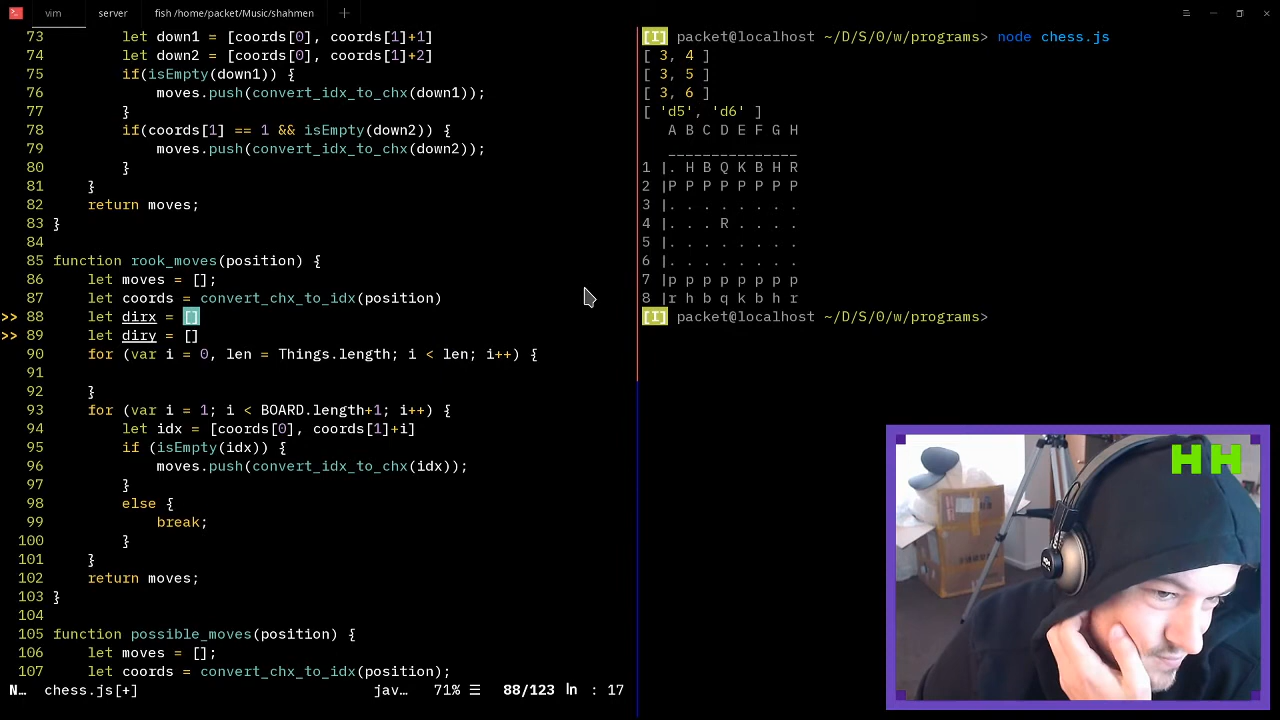 vim server fish /home/packet/Music/shahmen
73 let down1 = [coords[0], coords[1]+1]
74 let down2 = [coords[0], coords[1]+2]
75 if(isEmpty(down1)) {
76 moves.push(convert_idx_to_chx(down1));
77 }
78 if(coords[1] == 1 && isEmpty(down2)) {
79 moves.push(convert_idx_to_chx(down2));
80 }
81 }
82 return moves;
83 }
84
85 function rook_moves(position) {
86 let moves = [];
87 let coords = convert_chx_to_idx(position)
>> 88 let dirx = []
>> 89 let diry = []
90 for (var i = 0, len = Things.length; i < len; i++) {
91
92 }
93 for (var i = 1; i < BOARD.length+1; i++) {
94 let idx = [coords[0], coords[1]+i]
95 if (isEmpty(idx)) {
96 moves.push(convert_idx_to_chx(idx));
97 }
98 else {
99 break;
100 }
101 }
102 return moves;
103 }
104
105 function possible_moves(position) {
106 let moves = [];
107 let coords = convert_chx_to_idx(position);
N… chess.js[+] jav… 71% ☰ 88/123 ln : 17
[I] packet@localhost ~/D/S/0/w/programs> node chess.js
[ 3, 4 ]
[ 3, 5 ]
[ 3, 6 ]
[ 'd5', 'd6' ]
A B C D E F G H
_______________
1 |. H B Q K B H R
2 |P P P P P P P P
3 |. . . . . . . .
4 |. . . R . . . .
5 |. . . . . . . .
6 |. . . . . . . .
7 |p p p p p p p p
8 |r h b q k b h r
[I] packet@localhost ~/D/S/0/w/programs>
HH